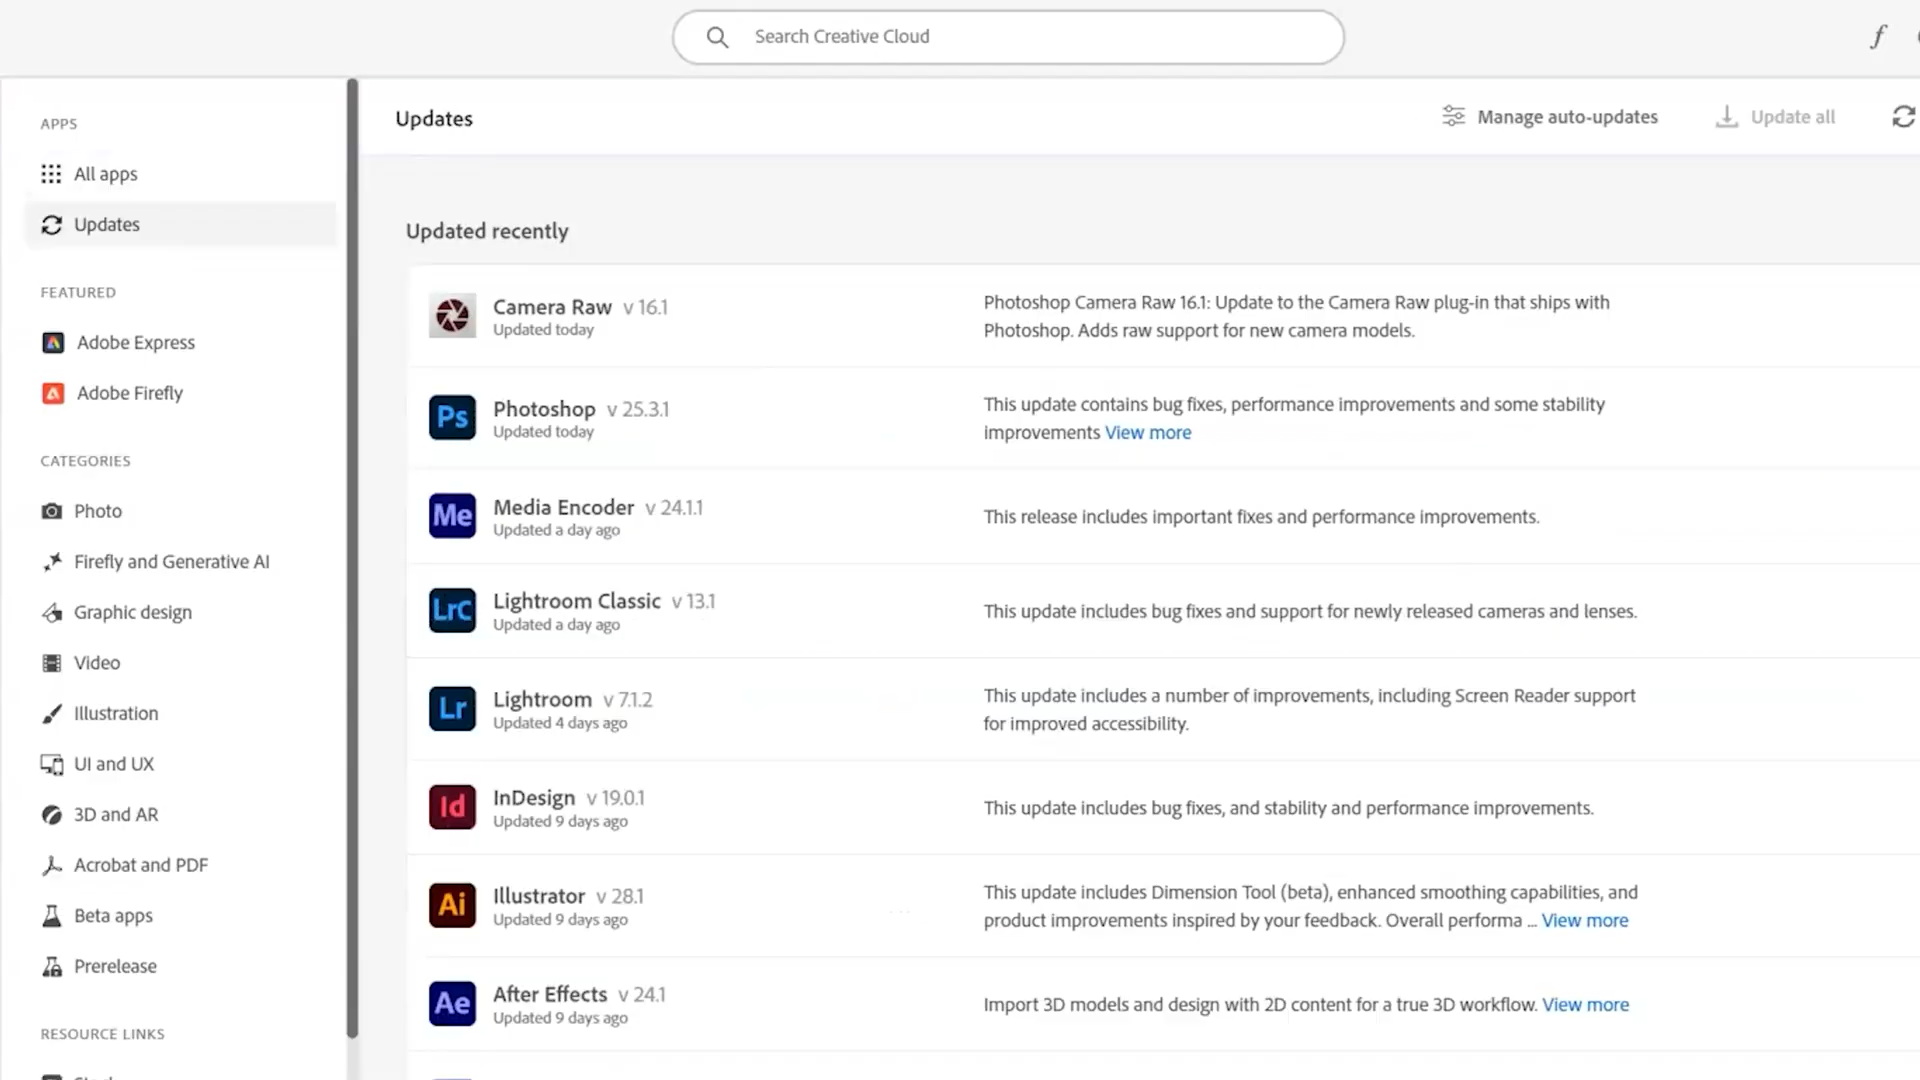 Search Creative Cloud
f
APPS
All apps
Updates
FEATURED
Adobe Express
Adobe Firefly
CATEGORIES
Photo
Firefly and Generative AI
Graphic design
Video
Illustration
UI and UX
3D and AR
Acrobat and PDF
Beta apps
Prerelease
RESOURCE LINKS
Updates
Manage auto-updates
Update all
Updated recently
Camera Raw v 16.1
Updated today
Photoshop Camera Raw 16.1: Update to the Camera Raw plug-in that ships with
Photoshop. Adds raw support for new camera models.
Ps
Photoshop v 25.3.1
Updated today
This update contains bug fixes, performance improvements and some stability
improvements View more
Me
Media Encoder v 24.1.1
Updated a day ago
This release includes important fixes and performance improvements.
LrC
Lightroom Classic v 13.1
Updated a day ago
This update includes bug fixes and support for newly released cameras and lenses.
Lr
Lightroom v 7.1.2
Updated 4 days ago
This update includes a number of improvements, including Screen Reader support
for improved accessibility.
Id
InDesign v 19.0.1
Updated 9 days ago
This update includes bug fixes, and stability and performance improvements.
Ai
Illustrator v 28.1
Updated 9 days ago
This update includes Dimension Tool (beta), enhanced smoothing capabilities, and
product improvements inspired by your feedback. Overall performa ... View more
Ae
After Effects v 24.1
Updated 9 days ago
Import 3D models and design with 2D content for a true 3D workflow. View more